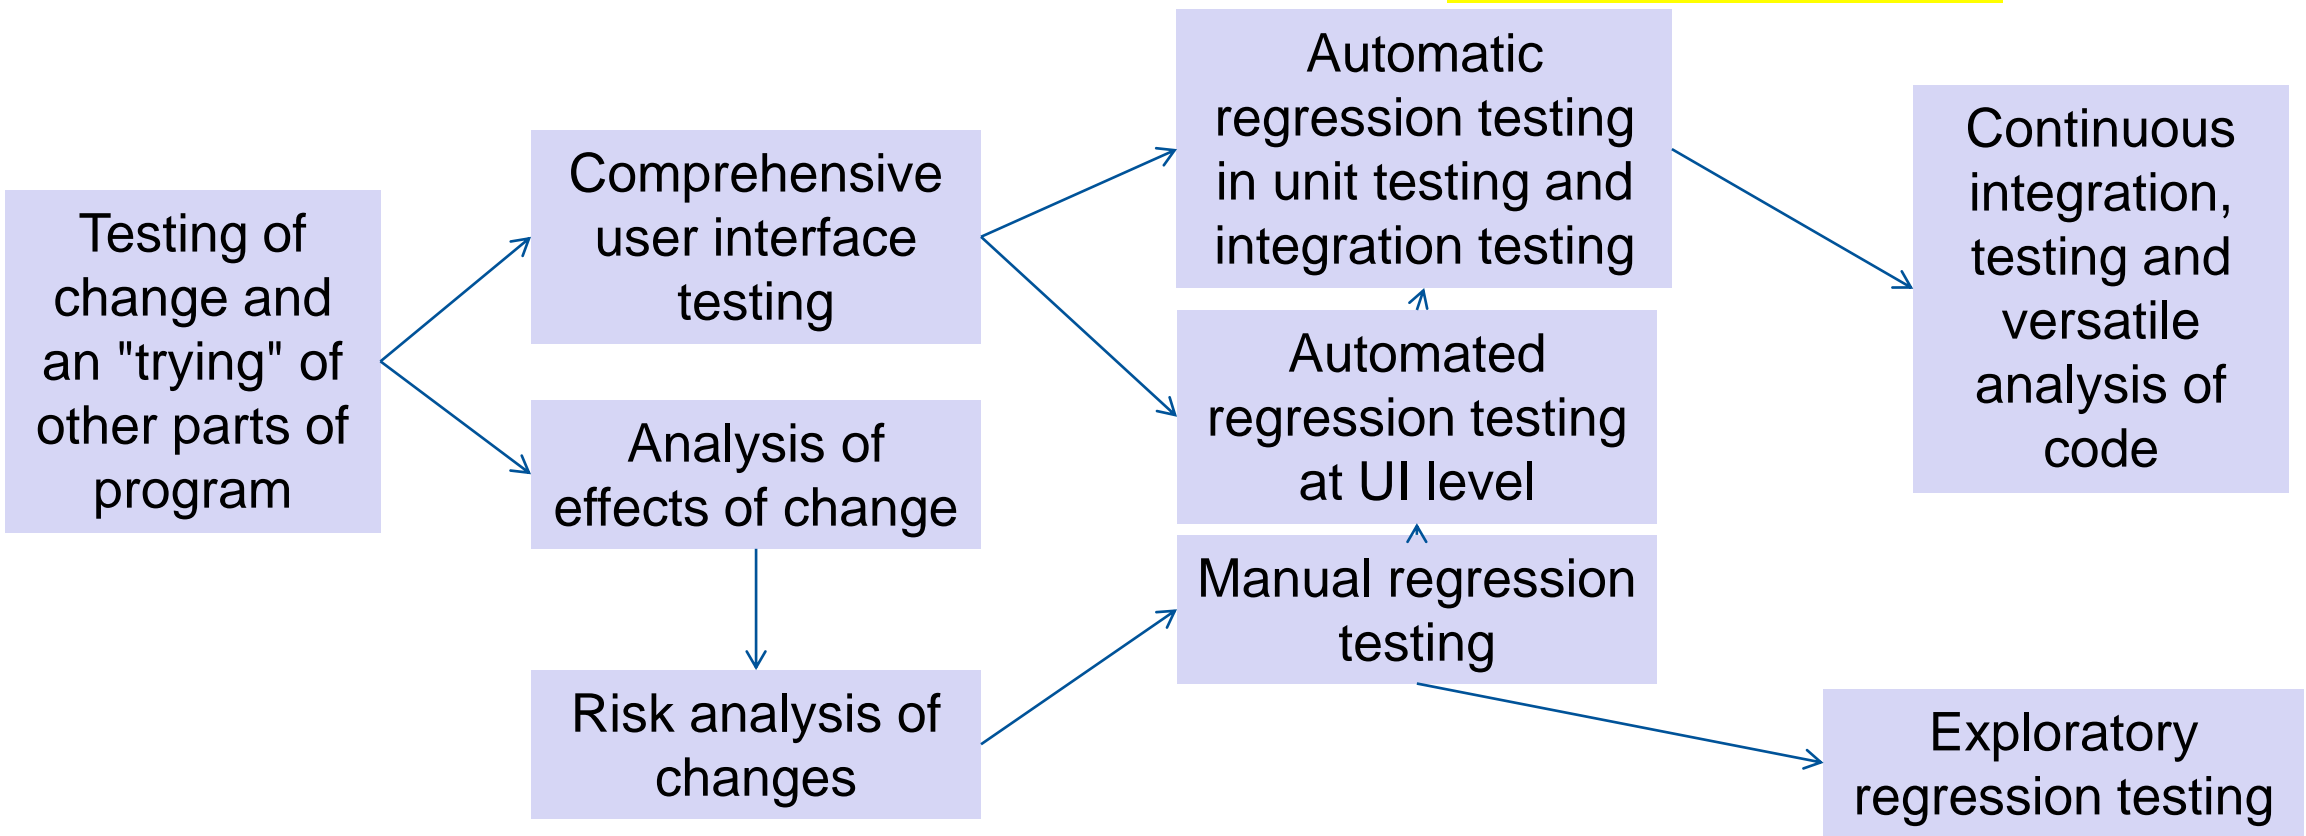 Testing of
change and
an "trying" of
other parts of
program
Comprehensive
user interface
testing
Analysis of
effects of change
Risk analysis of
changes
Automatic
regression testing
in unit testing and
integration testing
Automated
regression testing
at UI level
Manual regression
testing
Continuous
integration,
testing and
versatile
analysis of
code
Exploratory
regression testing